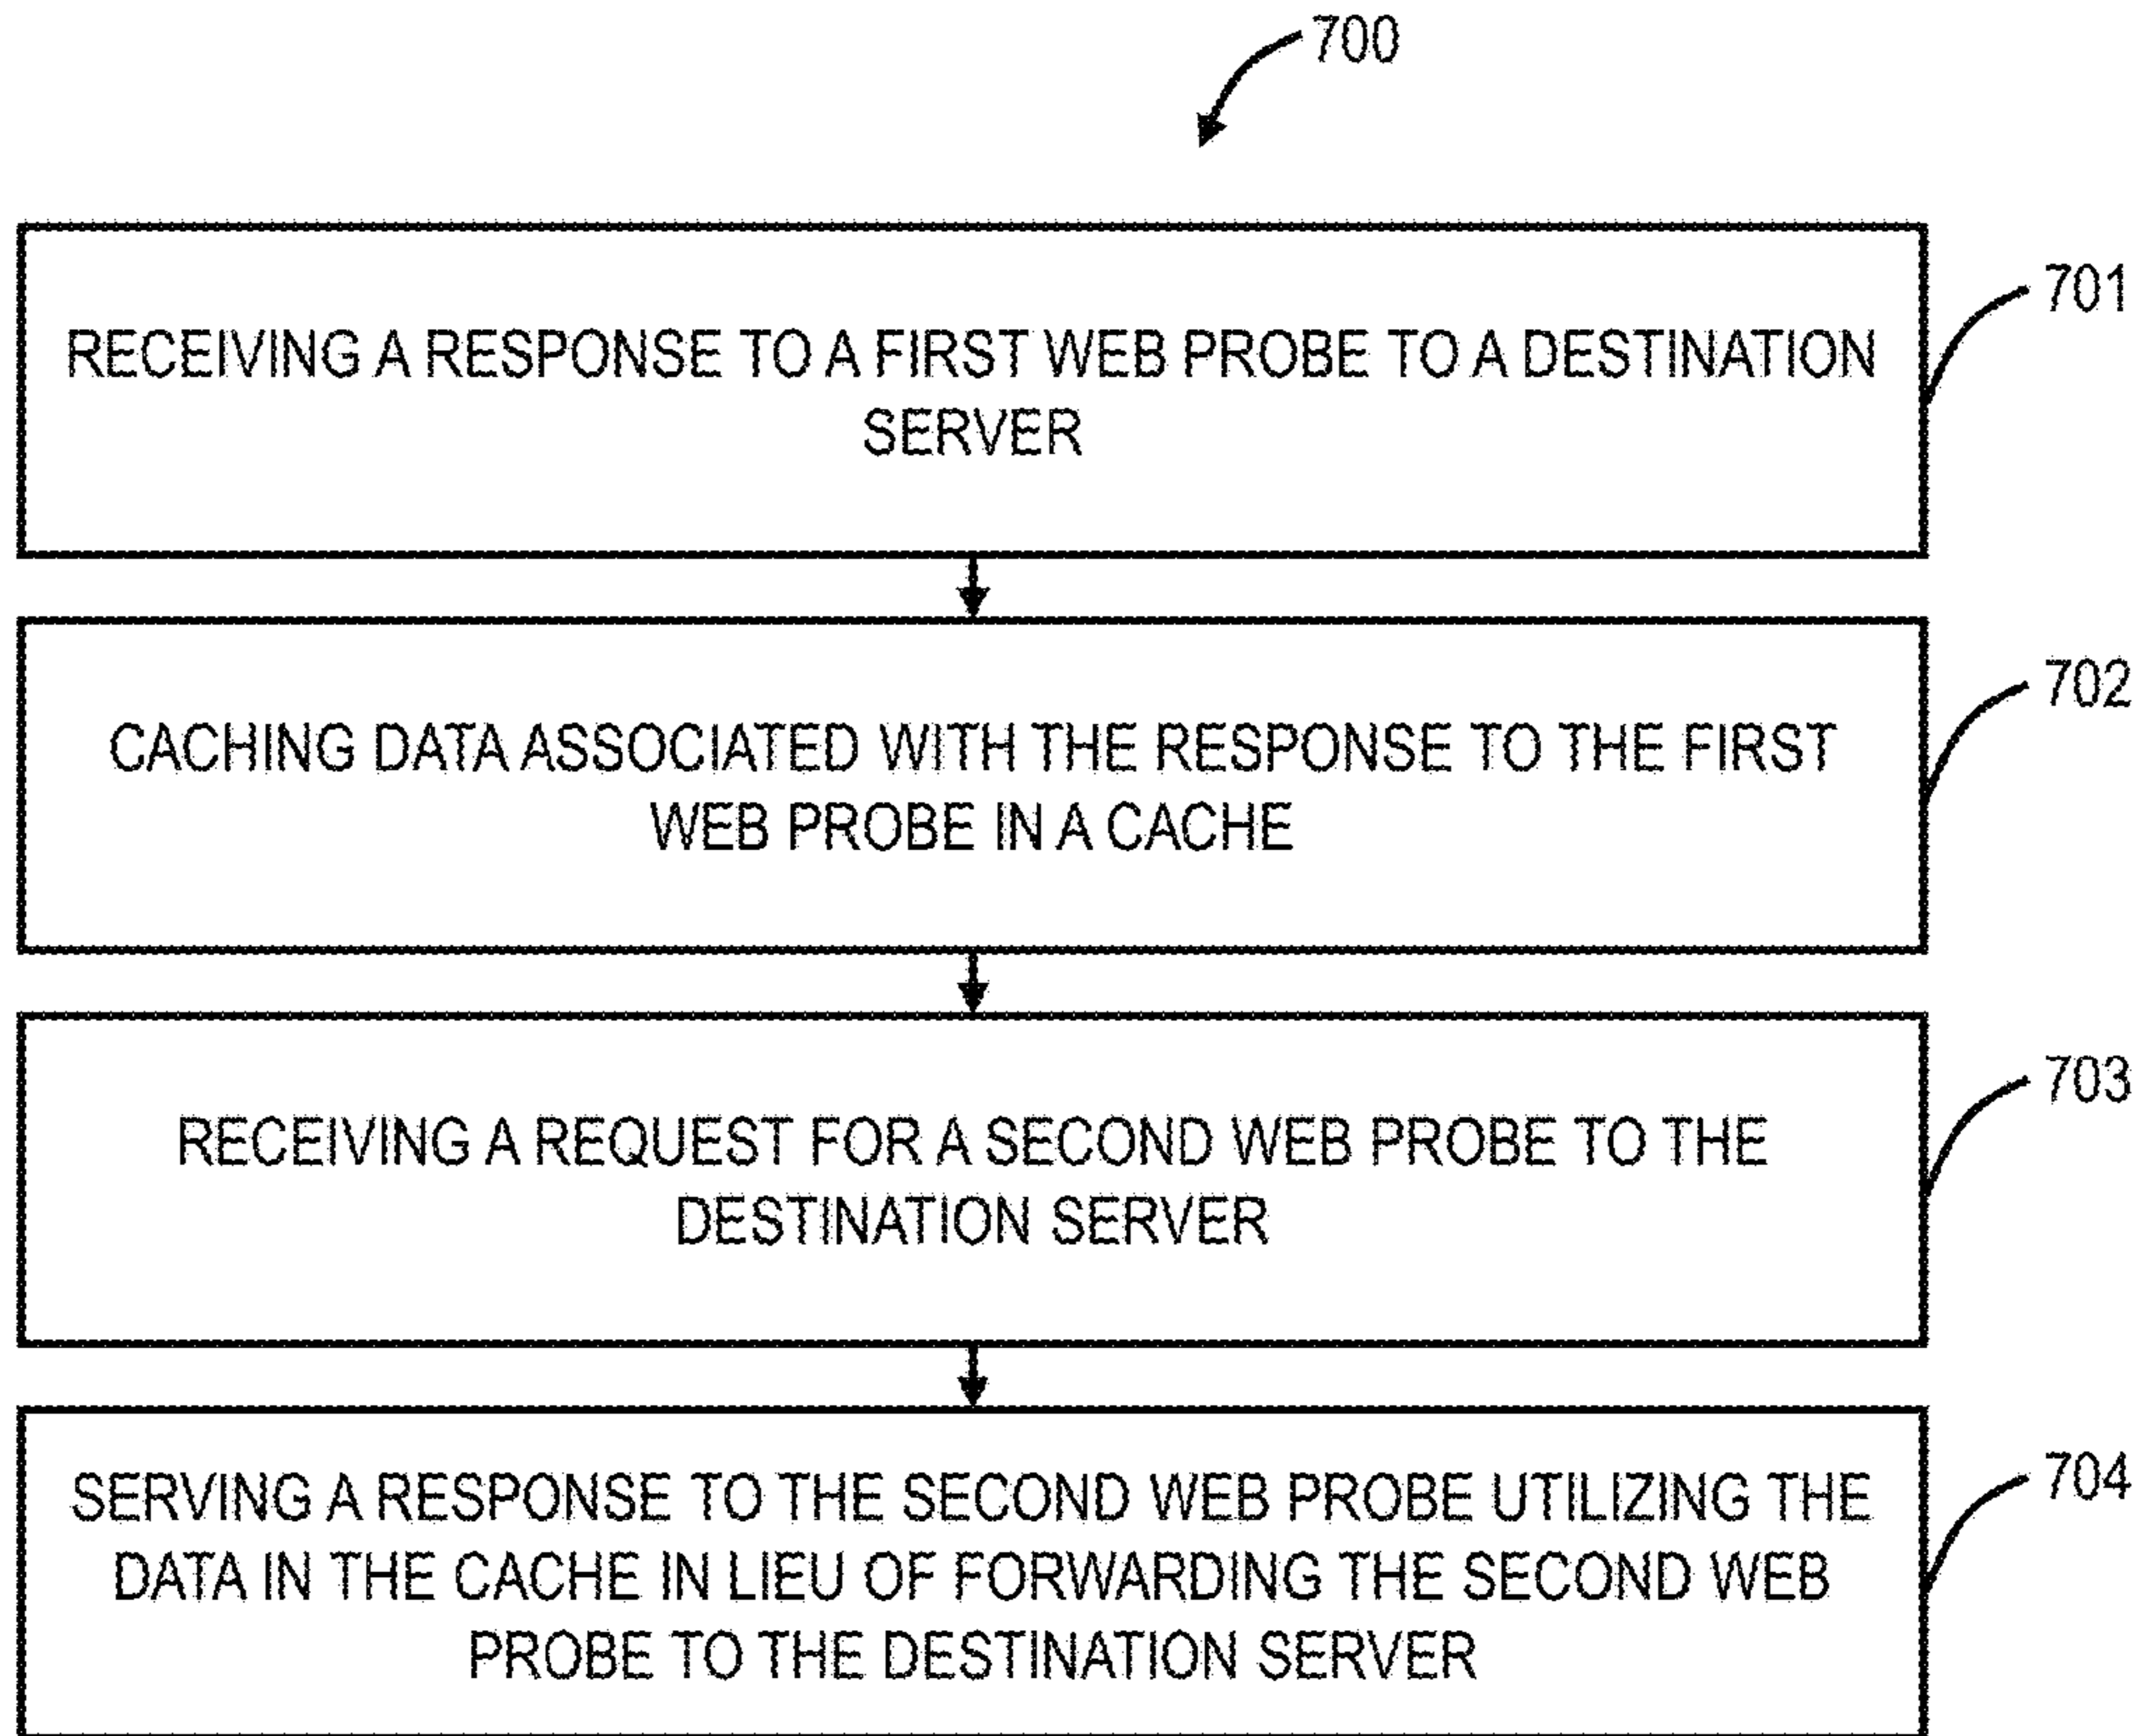 700
RECEIVING A RESPONSE TO A FIRST WEB PROBE TO A DESTINATION
SERVER
701
CACHING DATA ASSOCIATED WITH THE RESPONSE TO THE FIRST
WEB PROBE IN A CACHE
702
RECEIVING A REQUEST FOR A SECOND WEB PROBE TO THE
DESTINATION SERVER
703
SERVING A RESPONSE TO THE SECOND WEB PROBE UTILIZING THE
DATA IN THE CACHE IN LIEU OF FORWARDING THE SECOND WEB
PROBE TO THE DESTINATION SERVER
704